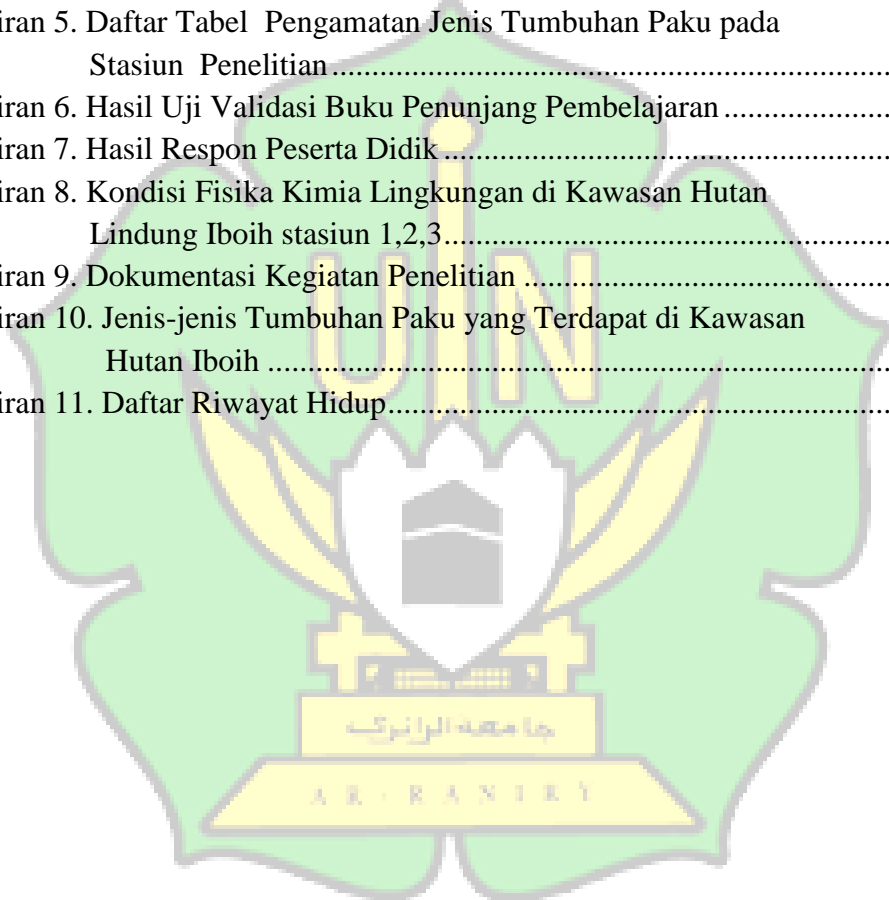 iran 5. Daftar Tabel Pengamatan Jenis Tumbuhan Paku pada
Stasiun Penelitian................................................................................
iran 6. Hasil Uji Validasi Buku Penunjang Pembelajaran........................
iran 7. Hasil Respon Peserta Didik................................................................
iran 8. Kondisi Fisika Kimia Lingkungan di Kawasan Hutan
Lindung Iboih stasiun 1,2,3................................................................
iran 9. Dokumentasi Kegiatan Penelitian................................................
iran 10. Jenis-jenis Tumbuhan Paku yang Terdapat di Kawasan
Hutan Iboih................................................................................
iran 11. Daftar Riwayat Hidup................................................................
UIN
جامعة الرانري
AR-RANIRY